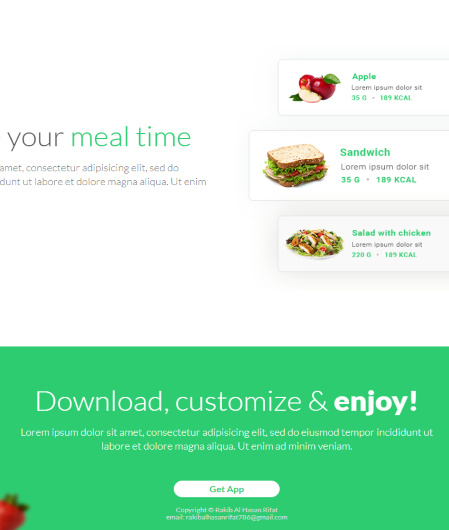 your meal time
amet, consectetur adipisicing elit, sed do
dunt ut labore et dolore magna aliqua. Ut enim
Apple
Lorem ipsum dolor sit
35 G • 189 KCAL
Sandwich
Lorem ipsum dolor sit
35 G • 189 KCAL
Salad with chicken
Lorem ipsum dolor sit
220 G • 189 KCAL
Download, customize & enjoy!
Lorem ipsum dolor sit amet, consectetur adipisicing elit, sed do eiusmod tempor incididunt ut
labore et dolore magna aliqua. Ut enim ad minim veniam.
Get App
Copyright © Rakib Al Hasan Rifat
email: rakibalhasanrifat786@gmail.com